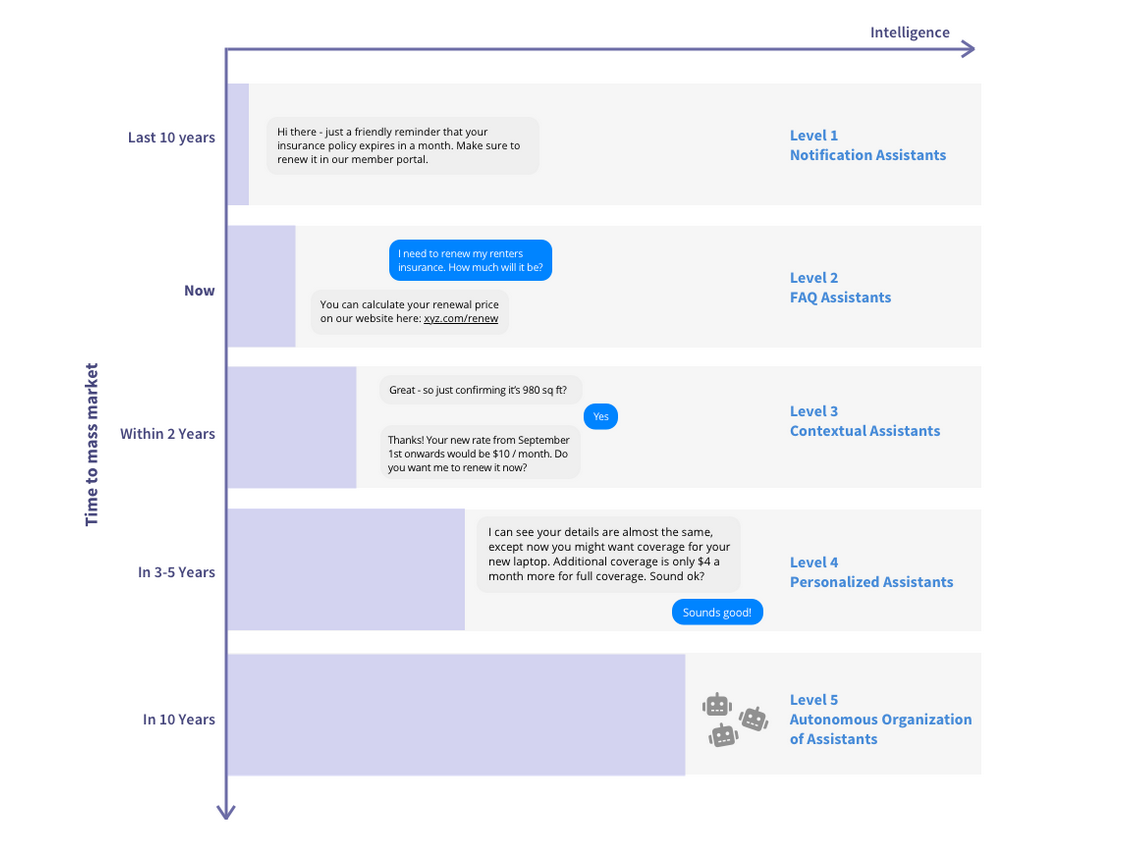 Intelligence
Time to mass market
Last 10 years
Hi there - just a friendly reminder that your
insurance policy expires in a month. Make sure to
renew it in our member portal.
Level 1
Notification Assistants
Now
I need to renew my renters
insurance. How much will it be?
You can calculate your renewal price
on our website here: xyz.com/renew
Level 2
FAQ Assistants
Within 2 Years
Great - so just confirming it's 980 sq ft?
Yes
Thanks! Your new rate from September
1st onwards would be $10 / month. Do
you want me to renew it now?
Level 3
Contextual Assistants
In 3-5 Years
I can see your details are almost the same,
except now you might want coverage for your
new laptop. Additional coverage is only $4 a
month more for full coverage. Sound ok?
Sounds good!
Level 4
Personalized Assistants
In 10 Years
Level 5
Autonomous Organization
of Assistants